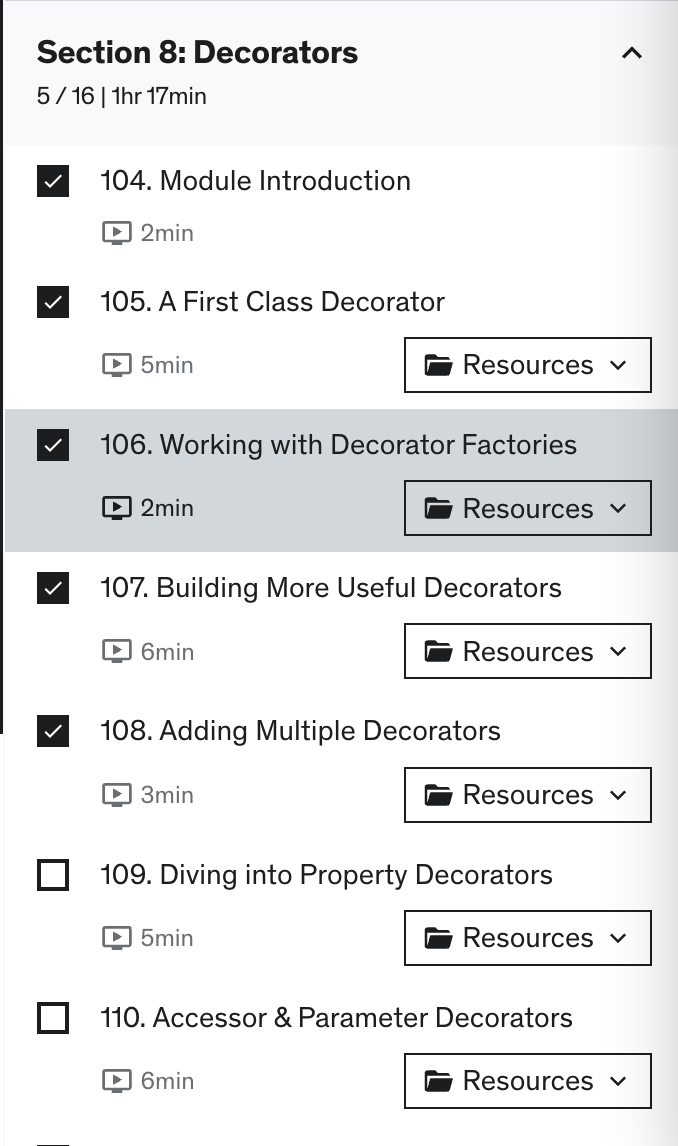 Section 8: Decorators
5 / 16 | 1hr 17min
104. Module Introduction
2min
105. A First Class Decorator
5min Resources
106. Working with Decorator Factories
2min Resources
107. Building More Useful Decorators
6min Resources
108. Adding Multiple Decorators
3min Resources
109. Diving into Property Decorators
5min Resources
110. Accessor & Parameter Decorators
6min Resources